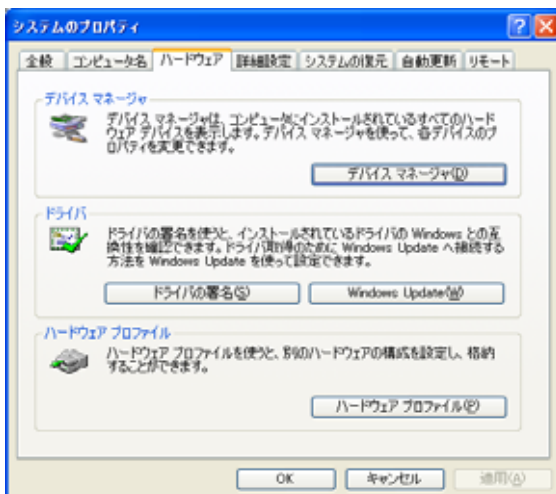 システムのプロパティ
全般 コンピュータ名 ハードウェア 詳細設定 システムの復元 自動更新 リモート
デバイス マネージャ
デバイス マネージャは、コンピュータにインストールされているすべてのハード
ウェア デバイスを表示します。デバイス マネージャを使って、各デバイスのプ
ロパティを変更できます。
デバイス マネージャ(D)
ドライバ
ドライバの署名を使うと、インストールされているドライバの Windows との互
換性を確認できます。ドライバ取得のために Windows Update へ接続する
方法を Windows Update を使って設定できます。
ドライバの署名(S) Windows Update(W)
ハードウェア プロファイル
ハードウェア プロファイルを使うと、別のハードウェアの構成を設定し、格納
することができます。
ハードウェア プロファイル(P)
OK キャンセル 適用(A)